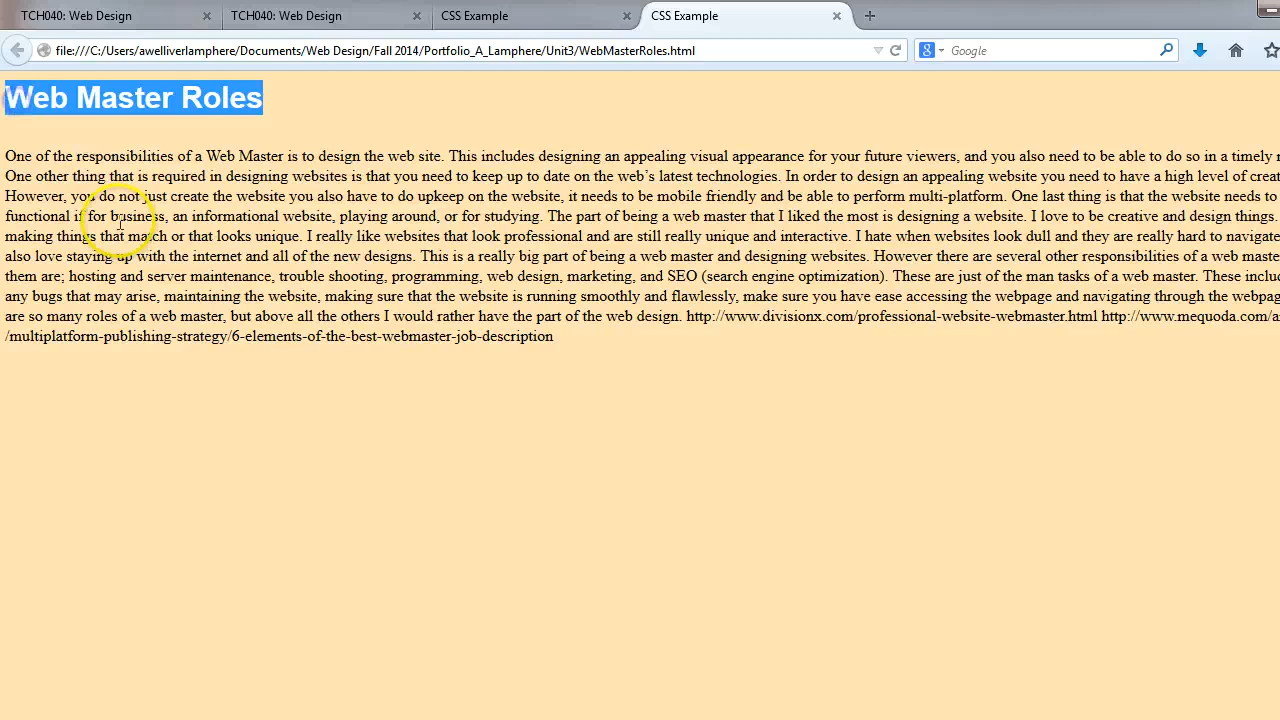 TCH040: Web Design TCH040: Web Design CSS Example CSS Example
file:///C:/Users/awelliverlamphere/Documents/Web Design/Fall 2014/Portfolio_A_Lamphere/Unit3/WebMasterRoles.html Google
Web Master Roles
One of the responsibilities of a Web Master is to design the web site. This includes designing an appealing visual appearance for your future viewers, and you also need to be able to do so in a timely
One other thing that is required in designing websites is that you need to keep up to date on the web's latest technologies. In order to design an appealing website you need to have a high level of
However, you do not just create the website you also have to do upkeep on the website, it needs to be mobile friendly and be able to perform multi-platform. One last thing is that the website needs to
functional if for business, an informational website, playing around, or for studying. The part of being a web master that I liked the most is designing a website. I love to be creative and design things.
making things that match or that looks unique. I really like websites that look professional and are still really unique and interactive. I hate when websites look dull and they are really hard to navigate
also love staying up with the internet and all of the new designs. This is a really big part of being a web master and designing websites. However there are several other responsibilities of a web
them are; hosting and server maintenance, trouble shooting, programming, web design, marketing, and SEO (search engine optimization). These are just of the man tasks of a web master. These
any bugs that may arise, maintaining the website, making sure that the website is running smoothly and flawlessly, make sure you have ease accessing the webpage and navigating through the
are so many roles of a web master, but above all the others I would rather have the part of the web design. http://www.divisionx.com/professional-website-webmaster.html http://www.mequoda.com/
/multiplatform-publishing-strategy/6-elements-of-the-best-webmaster-job-description